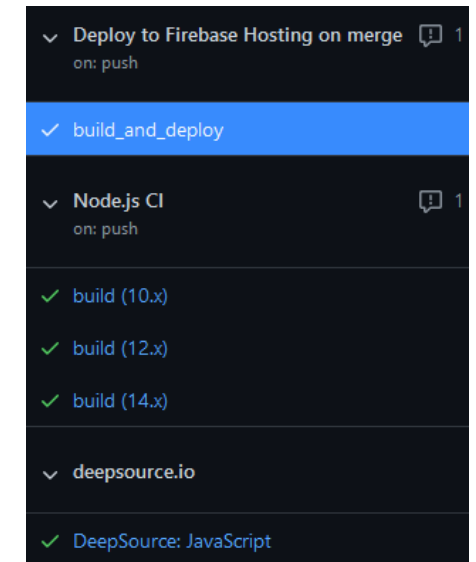 Deploy to Firebase Hosting on merge 1
on: push
build_and_deploy
Node.js CI 1
on: push
build (10.x)
build (12.x)
build (14.x)
deepsource.io
DeepSource: JavaScript